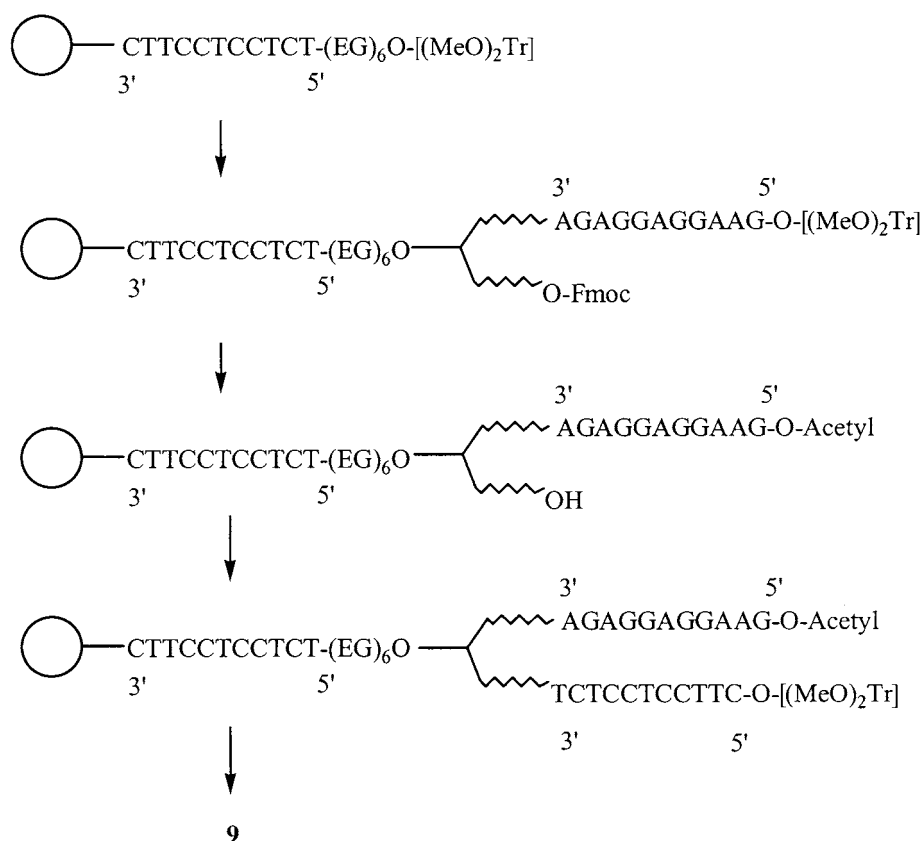 CTTCCTCCTCT-(EG)6O-[(MeO)2Tr]
3' 5'
3' 5'
AGAGGAGGAAG-O-[(MeO)2Tr]
CTTCCTCCTCT-(EG)6O
3' 5'
O-Fmoc
3' 5'
AGAGGAGGAAG-O-Acetyl
CTTCCTCCTCT-(EG)6O
3' 5'
OH
3' 5'
AGAGGAGGAAG-O-Acetyl
CTTCCTCCTCT-(EG)6O
3' 5'
TCTCCTCCTTC-O-[(MeO)2Tr]
3' 5'
9